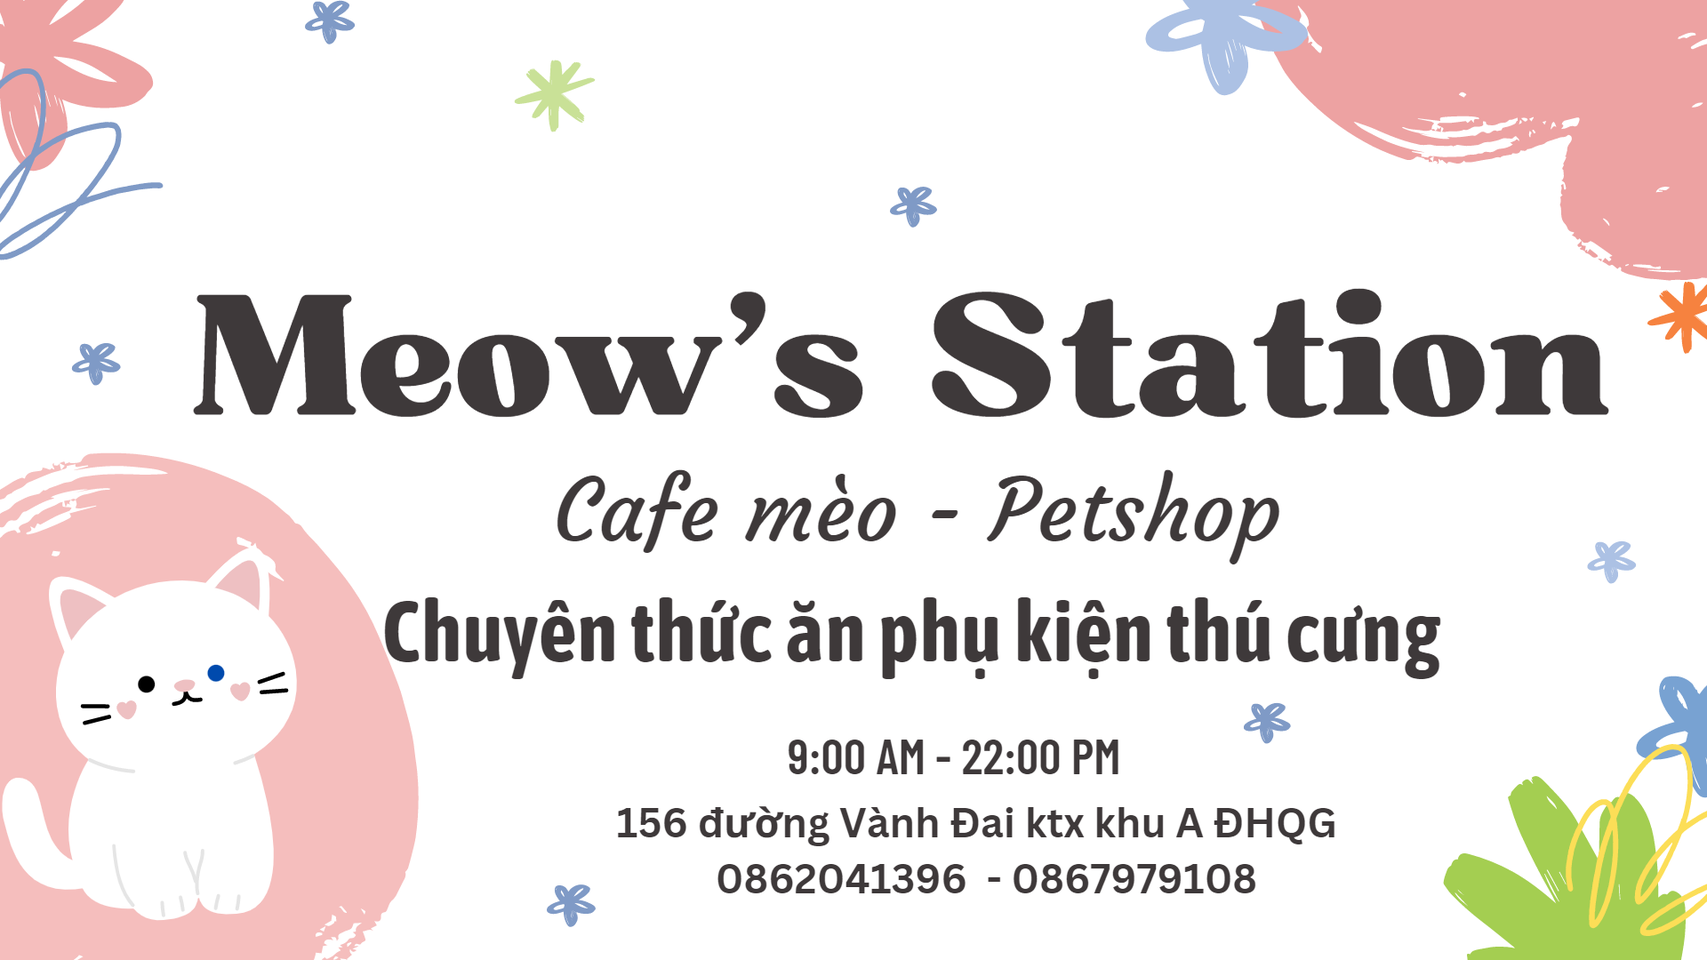 Meow’s Station
Cafe mèo - Petshop
Chuyên thức ăn phụ kiện thú cưng
9:00 AM - 22:00 PM
156 đường Vành Đai ktx khu A ĐHQG
0862041396 - 0867979108